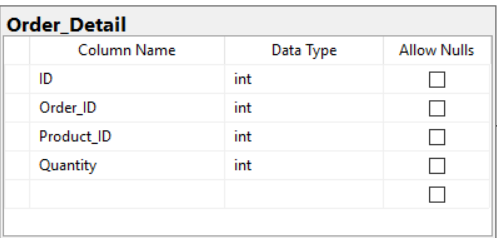 Order_Detail
Column Name Data Type Allow Nulls
ID int
Order_ID int
Product_ID int
Quantity int